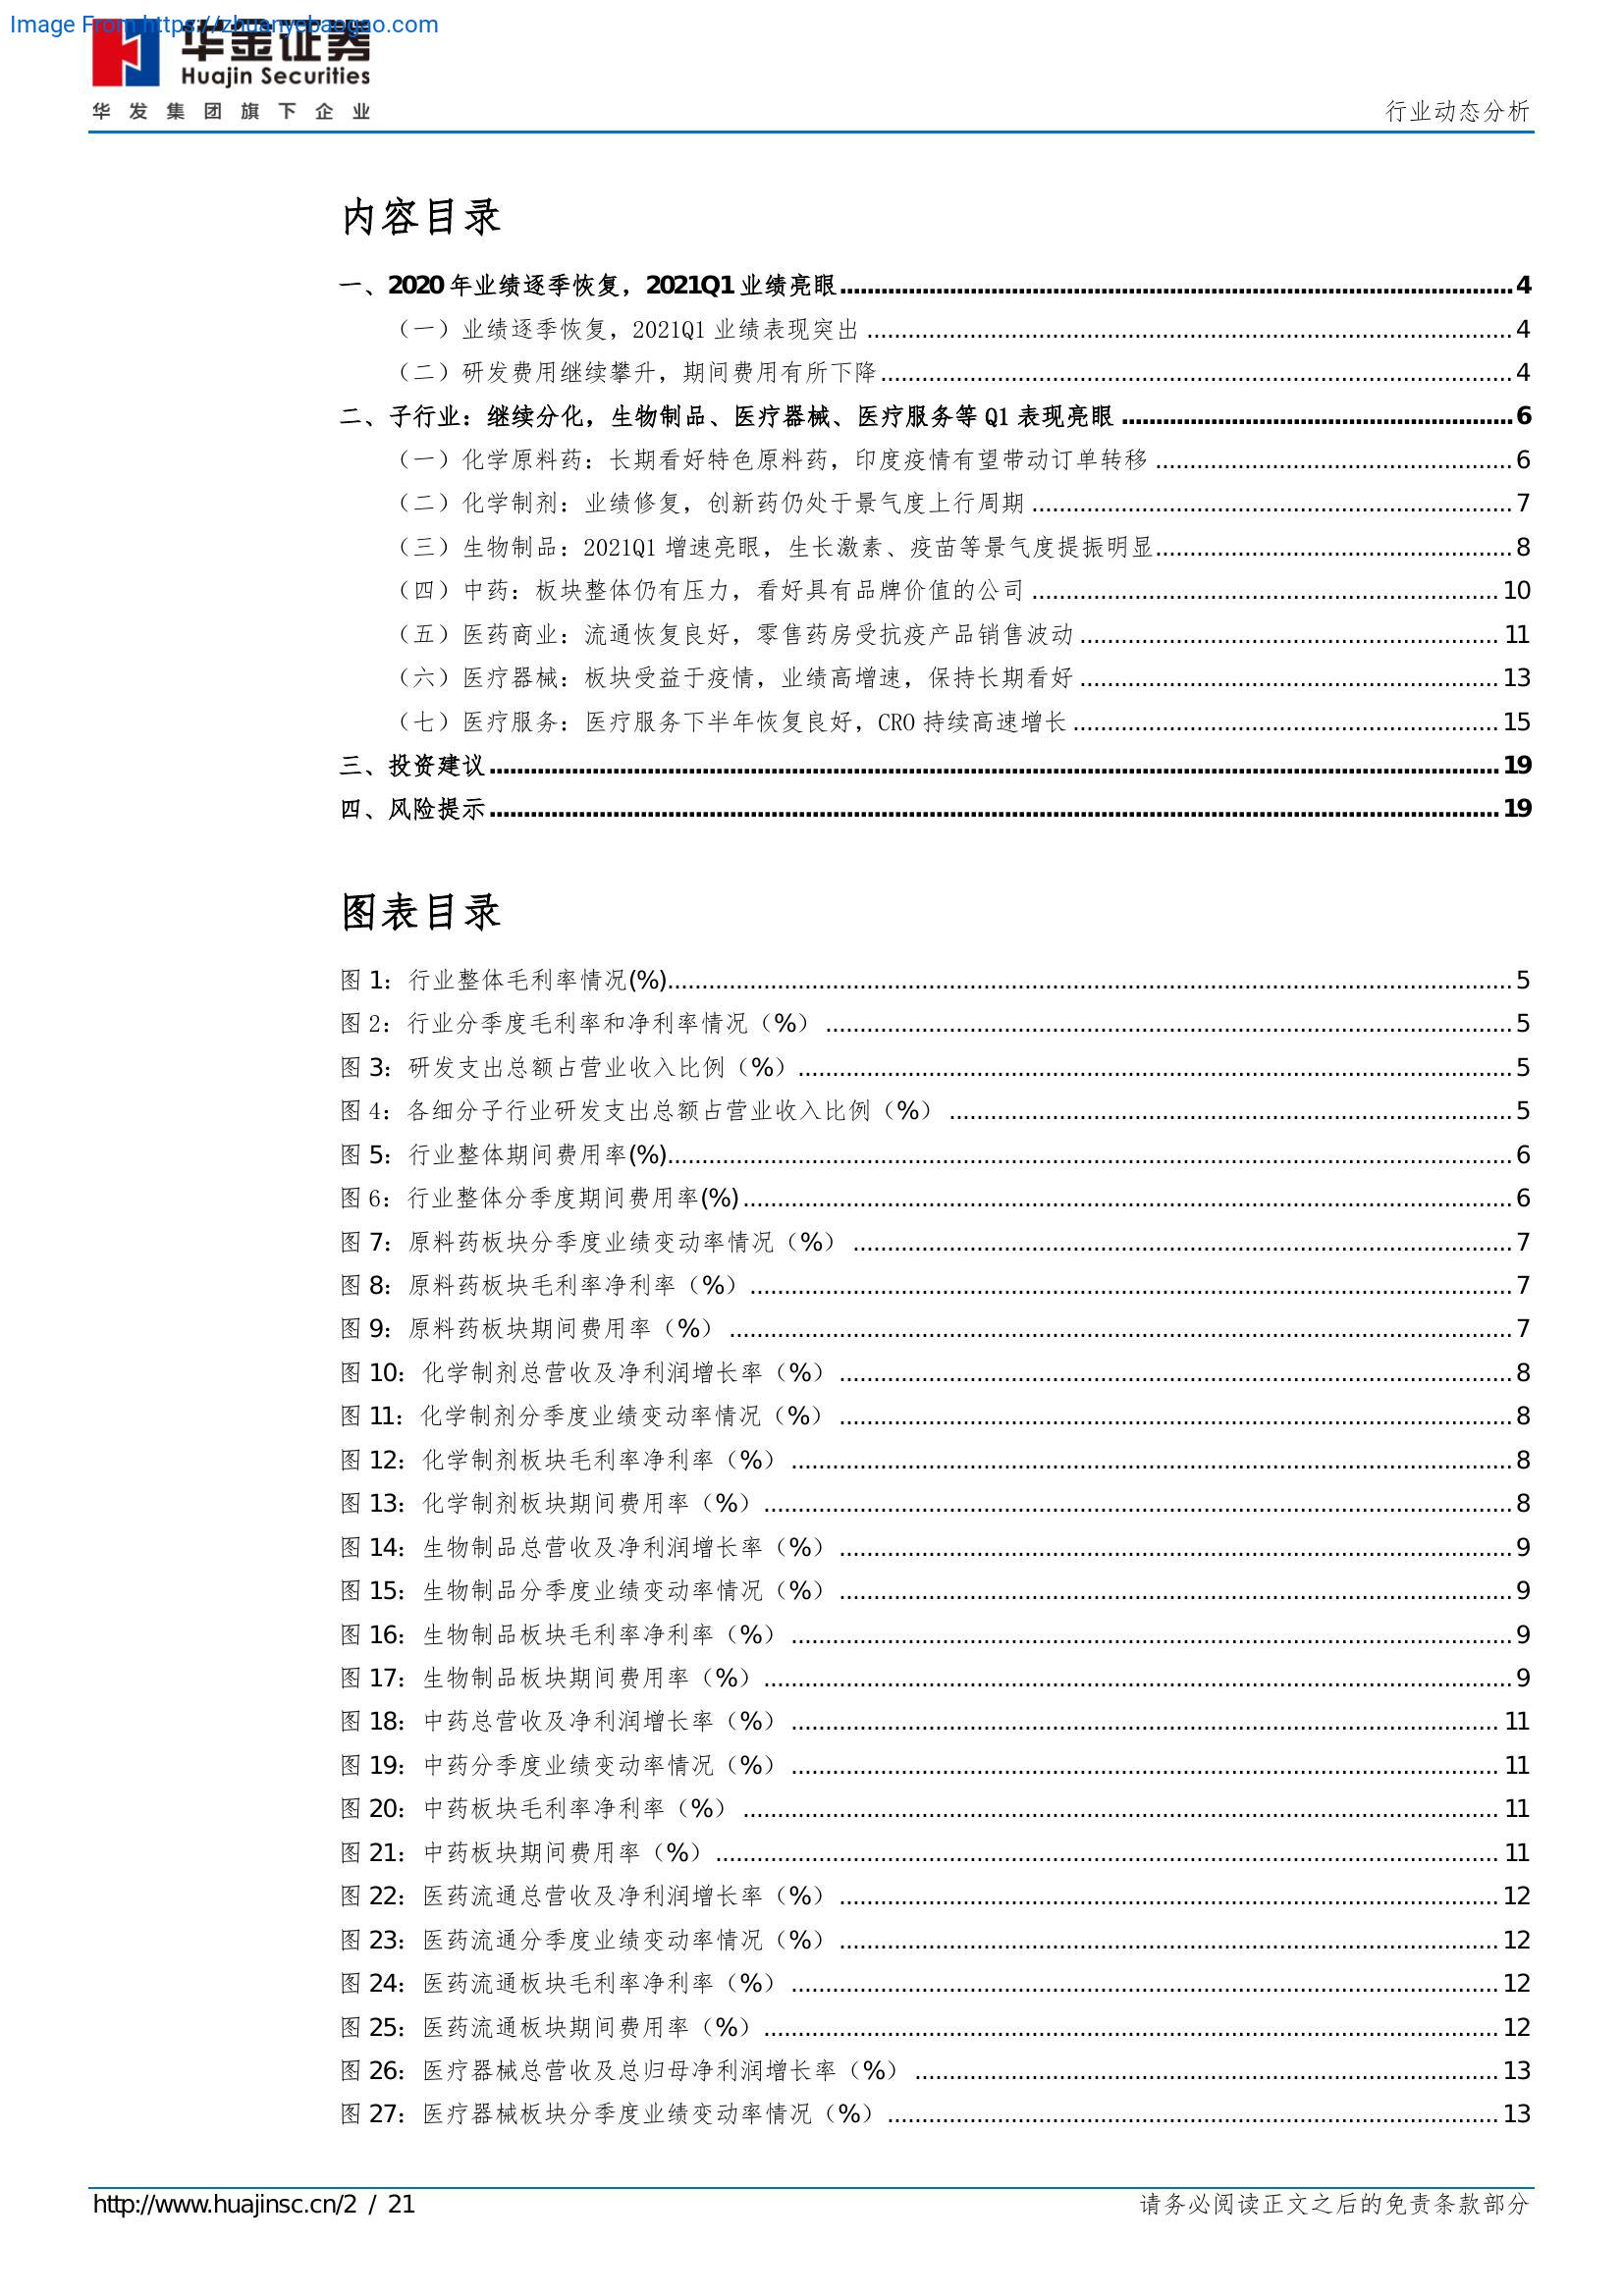 Image From https://zhuanyebaogao.com
华金证券
Huajin Securities
华发集团旗下企业
行业动态分析
内容目录
一、2020 年业绩逐季恢复，2021Q1 业绩亮眼 4
（一）业绩逐季恢复，2021Q1 业绩表现突出 4
（二）研发费用继续攀升，期间费用有所下降 4
二、子行业：继续分化，生物制品、医疗器械、医疗服务等 Q1 表现亮眼 6
（一）化学原料药：长期看好特色原料药，印度疫情有望带动订单转移 6
（二）化学制剂：业绩修复，创新药仍处于景气度上行周期 7
（三）生物制品：2021Q1 增速亮眼，生长激素、疫苗等景气度提振明显 8
（四）中药：板块整体仍有压力，看好具有品牌价值的公司 10
（五）医药商业：流通恢复良好，零售药房受抗疫产品销售波动 11
（六）医疗器械：板块受益于疫情，业绩高增速，保持长期看好 13
（七）医疗服务：医疗服务下半年恢复良好，CRO 持续高速增长 15
三、投资建议 19
四、风险提示 19
图表目录
图 1：行业整体毛利率情况(%) 5
图 2：行业分季度毛利率和净利率情况（%） 5
图 3：研发支出总额占营业收入比例（%） 5
图 4：各细分子行业研发支出总额占营业收入比例（%） 5
图 5：行业整体期间费用率(%) 6
图 6：行业整体分季度期间费用率(%) 6
图 7：原料药板块分季度业绩变动率情况（%） 7
图 8：原料药板块毛利率净利率（%） 7
图 9：原料药板块期间费用率（%） 7
图 10：化学制剂总营收及净利润增长率（%） 8
图 11：化学制剂分季度业绩变动率情况（%） 8
图 12：化学制剂板块毛利率净利率（%） 8
图 13：化学制剂板块期间费用率（%） 8
图 14：生物制品总营收及净利润增长率（%） 9
图 15：生物制品分季度业绩变动率情况（%） 9
图 16：生物制品板块毛利率净利率（%） 9
图 17：生物制品板块期间费用率（%） 9
图 18：中药总营收及净利润增长率（%） 11
图 19：中药分季度业绩变动率情况（%） 11
图 20：中药板块毛利率净利率（%） 11
图 21：中药板块期间费用率（%） 11
图 22：医药流通总营收及净利润增长率（%） 12
图 23：医药流通分季度业绩变动率情况（%） 12
图 24：医药流通板块毛利率净利率（%） 12
图 25：医药流通板块期间费用率（%） 12
图 26：医疗器械总营收及总归母净利润增长率（%） 13
图 27：医疗器械板块分季度业绩变动率情况（%） 13
http://www.huajinsc.cn/2 / 21
请务必阅读正文之后的免责条款部分